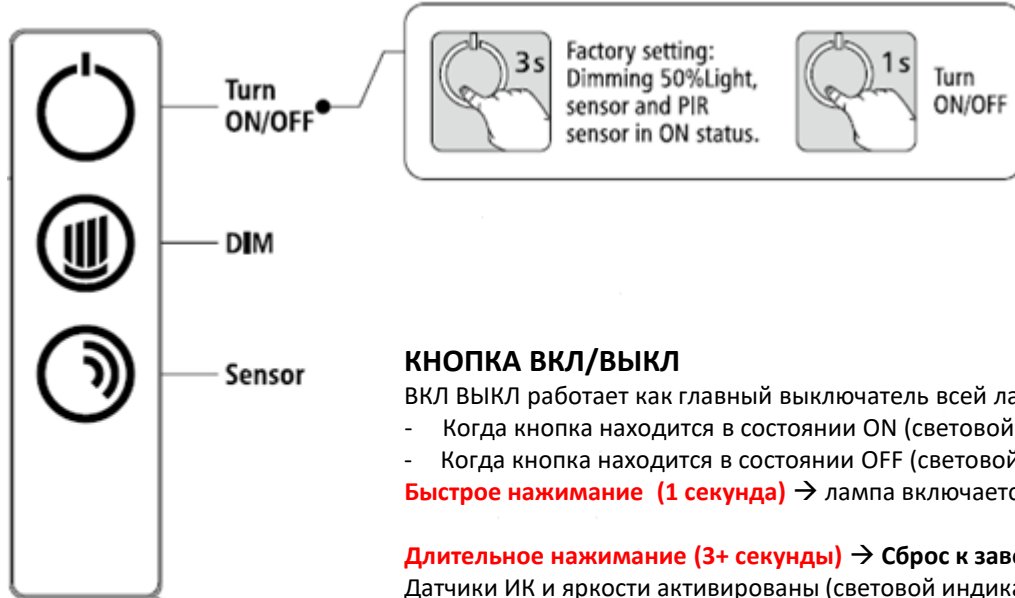 Turn
ON/OFF
3s
Factory setting:
Dimming 50%Light,
sensor and PIR
sensor in ON status.
1s
Turn
ON/OFF
DIM
Sensor
КНОПКА ВКЛ/ВЫКЛ
ВКЛ ВЫКЛ работает как главный выключатель всей
- Когда кнопка находится в состоянии ON (световой
- Когда кнопка находится в состоянии OFF (световой
Быстрое нажимание (1 секунда) → лампа
Длительное нажимание (3+ секунды) → Сброс к
Датчики ИК и яркости активированы (световой